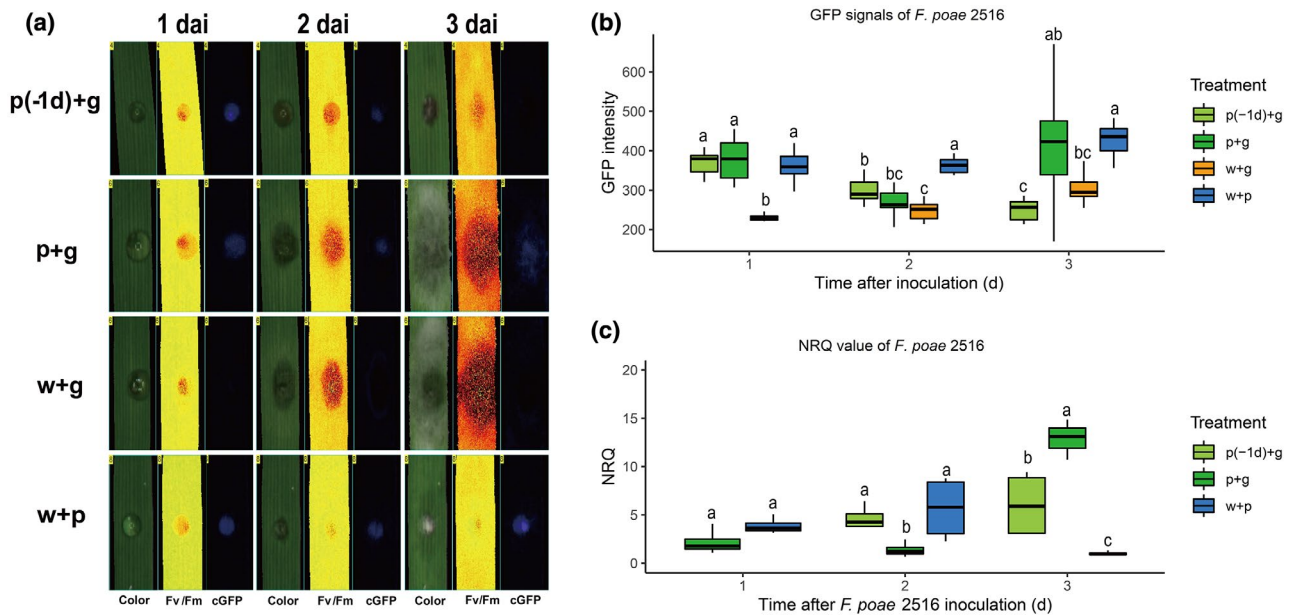 (a)
1 dai 2 dai 3 dai
p(-1d)+g
p+g
w+g
w+p
Color Fv/Fm cGFP Color Fv/Fm cGFP Color Fv/Fm cGFP
(b)
GFP signals of F. poae 2516
GFP intensity
600
500
400
300
200
a a b a
b bc c a
c ab bc a
1 2 3
Time after inoculation (d)
Treatment
p(−1d)+g
p+g
w+g
w+p
(c)
NRQ value of F. poae 2516
NRQ
20
15
10
5
0
a a
a b a
b a c
1 2 3
Time after F. poae 2516 inoculation (d)
Treatment
p(−1d)+g
p+g
w+p